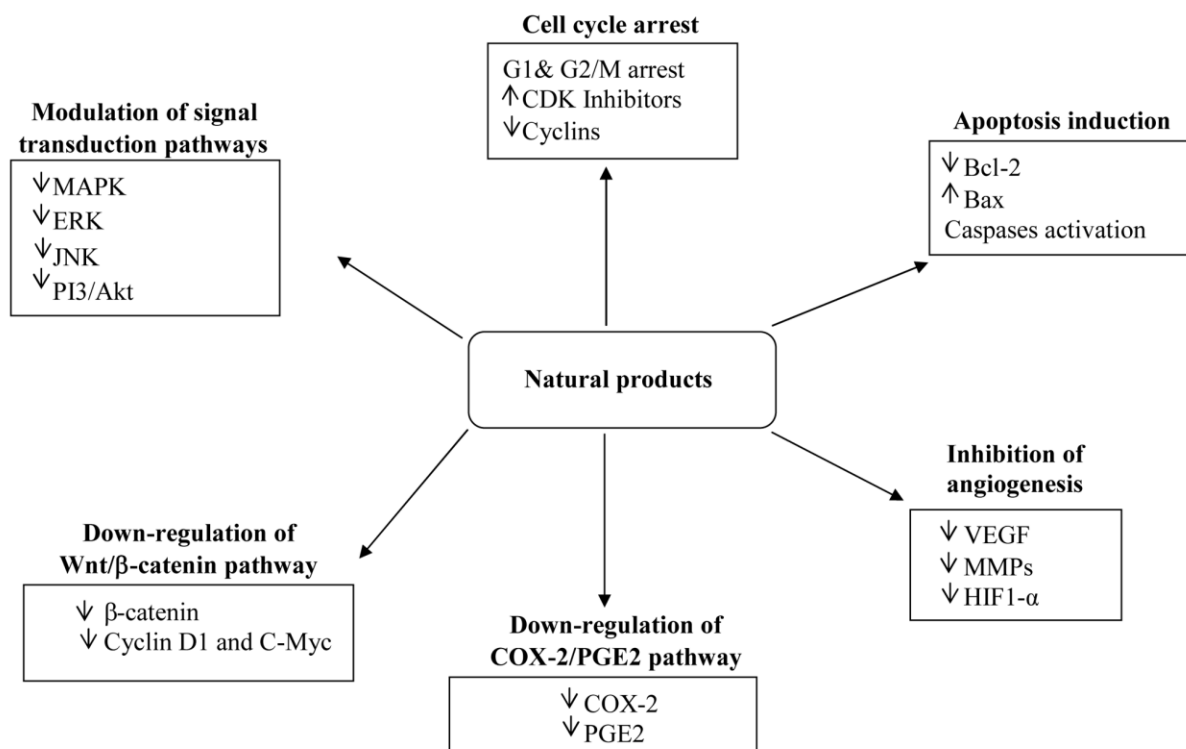 Cell cycle arrest
G1& G2/M arrest
↑ CDK Inhibitors
↓ Cyclins
Modulation of signal
transduction pathways
↓ MAPK
↓ ERK
↓ JNK
↓ PI3/Akt
Apoptosis induction
↓ Bcl-2
↑ Bax
Caspases activation
Natural products
Inhibition of
angiogenesis
↓ VEGF
↓ MMPs
↓ HIF1-α
Down-regulation of
Wnt/β-catenin pathway
↓ β-catenin
↓ Cyclin D1 and C-Myc
Down-regulation of
COX-2/PGE2 pathway
↓ COX-2
↓ PGE2